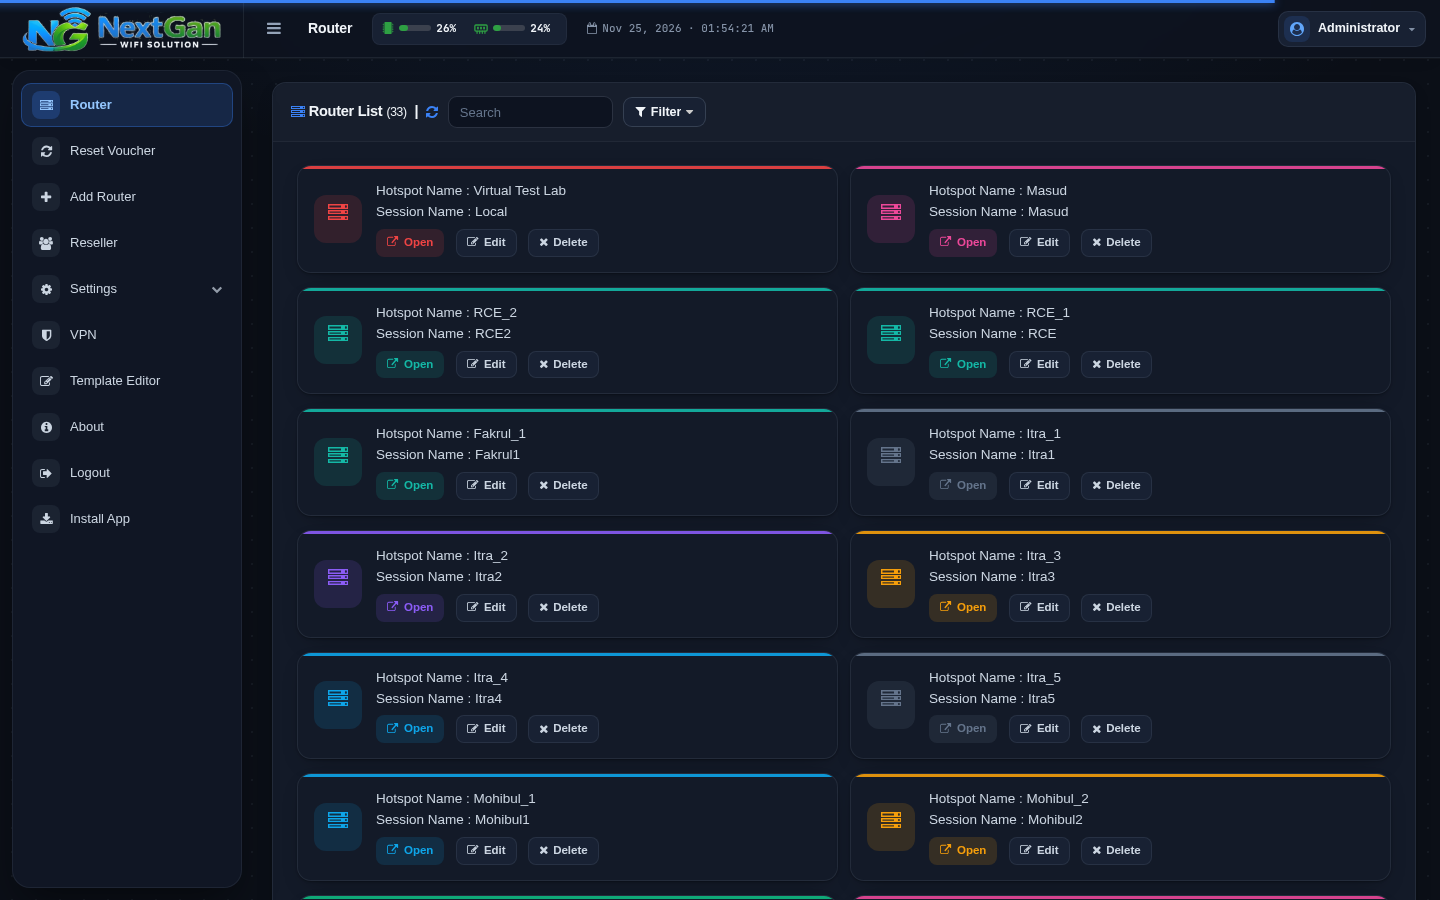 NG NextGan
WIFI SOLUTION
Router
26%
24%
Nov 25, 2026 · 01:54:21 AM
Administrator
Router
Reset Voucher
Add Router
Reseller
Settings
VPN
Template Editor
About
Logout
Install App
Router List (33) |
Search
Filter
Hotspot Name : Virtual Test Lab
Session Name : Local
Open Edit Delete
Hotspot Name : Masud
Session Name : Masud
Open Edit Delete
Hotspot Name : RCE_2
Session Name : RCE2
Open Edit Delete
Hotspot Name : RCE_1
Session Name : RCE
Open Edit Delete
Hotspot Name : Fakrul_1
Session Name : Fakrul1
Open Edit Delete
Hotspot Name : Itra_1
Session Name : Itra1
Open Edit Delete
Hotspot Name : Itra_2
Session Name : Itra2
Open Edit Delete
Hotspot Name : Itra_3
Session Name : Itra3
Open Edit Delete
Hotspot Name : Itra_4
Session Name : Itra4
Open Edit Delete
Hotspot Name : Itra_5
Session Name : Itra5
Open Edit Delete
Hotspot Name : Mohibul_1
Session Name : Mohibul1
Open Edit Delete
Hotspot Name : Mohibul_2
Session Name : Mohibul2
Open Edit Delete